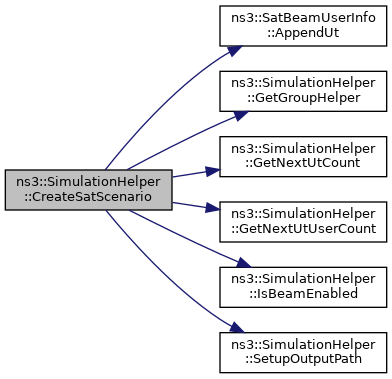 ns3::SimulationHelper
::CreateSatScenario
ns3::SatBeamUserInfo
::AppendUt
ns3::SimulationHelper
::GetGroupHelper
ns3::SimulationHelper
::GetNextUtCount
ns3::SimulationHelper
::GetNextUtUserCount
ns3::SimulationHelper
::IsBeamEnabled
ns3::SimulationHelper
::SetupOutputPath